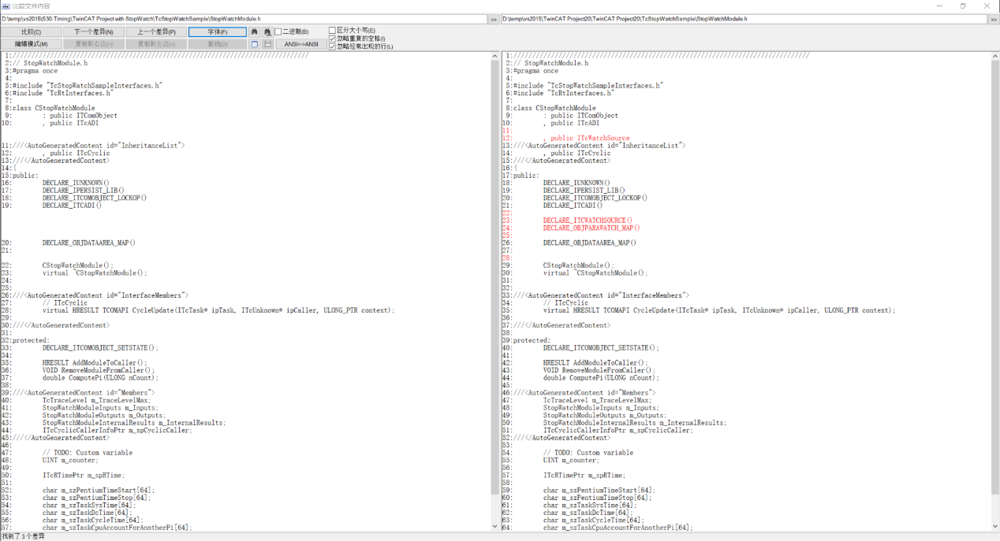 比较文件内容
D:\temp\vs2015\S30-Timing\TwinCAT Project with StopWatch\TcStopWatchSample\StopWatchModule.h
>>
D:\temp\vs2015\TwinCAT Project20\TwinCAT Project20\TcStopWatchSample\StopWatchModule.h
>>
比较(C) 下一个差异(N) 上一个差异(P) 字体(F) 二进制(B) 区分大小写(E)
忽略重复的空格(I)
编辑模式(M) 复制到右边 复制到左边 撤销 ANSI<->ANSI 忽略经常出现的行(L)
1:///////////////////////////////////////////////////////////////////////////////
2:// StopWatchModule.h
3:#pragma once
4:
5:#include "TcStopWatchSampleInterfaces.h"
6:#include "TcRtInterfaces.h"
7:
8:class CStopWatchModule
9: : public ITComObject
10: , public ITcADI
11:///<AutoGeneratedContent id="InheritanceList">
12: , public ITcCyclic
13:///</AutoGeneratedContent>
14:{
15:public:
16: DECLARE_IUNKNOWN()
17: DECLARE_IPERSIST_LIB()
18: DECLARE_ITCOMOBJECT_LOCKOP()
19: DECLARE_ITCADI()
20: DECLARE_OBJDATAAREA_MAP()
21:
22: CStopWatchModule();
23: virtual ~CStopWatchModule();
24:
25:
26:///<AutoGeneratedContent id="InterfaceMembers">
27: // ITcCyclic
28: virtual HRESULT TCOMAPI CycleUpdate(ITcTask* ipTask, ITcUnknown* ipCaller, ULONG_PTR context);
29:
30:///</AutoGeneratedContent>
31:
32:protected:
33: DECLARE_ITCOMOBJECT_SETSTATE();
34:
35: HRESULT AddModuleToCaller();
36: VOID RemoveModuleFromCaller();
37: double ComputePi(ULONG nCount);
38:
39:///<AutoGeneratedContent id="Members">
40: TcTraceLevel m_TraceLevelMax;
41: StopWatchModuleInputs m_Inputs;
42: StopWatchModuleOutputs m_Outputs;
43: StopWatchModuleInternalResults m_InternalResults;
44: ITcCyclicCallerInfoPtr m_spCyclicCaller;
45:///</AutoGeneratedContent>
46:
47: // TODO: Custom variable
48: UINT m_counter;
49:
50: ITcRTimePtr m_spRTime;
51:
52: char m_szPentiumTimeStart[64];
53: char m_szPentiumTimeStop[64];
54: char m_szTaskSysTime[64];
55: char m_szTaskDcTime[64];
56: char m_szTaskCycleTime[64];
57: char m_szTaskCpuAccountForAnotherPi[64];
1:///////////////////////////////////////////////////////////////////////////////
2:// StopWatchModule.h
3:#pragma once
4:
5:#include "TcStopWatchSampleInterfaces.h"
6:#include "TcRtInterfaces.h"
7:
8:class CStopWatchModule
9: : public ITComObject
10: , public ITcADI
11:
12: , public ITcWatchSource
13:///<AutoGeneratedContent id="InheritanceList">
14: , public ITcCyclic
15:///</AutoGeneratedContent>
16:{
17:public:
18: DECLARE_IUNKNOWN()
19: DECLARE_IPERSIST_LIB()
20: DECLARE_ITCOMOBJECT_LOCKOP()
21: DECLARE_ITCADI()
22:
23: DECLARE_ITCWATCHSOURCE()
24: DECLARE_OBJPARAWATCH_MAP()
25:
26: DECLARE_OBJDATAAREA_MAP()
27:
28:
29: CStopWatchModule();
30: virtual ~CStopWatchModule();
31:
32:
33:///<AutoGeneratedContent id="InterfaceMembers">
34: // ITcCyclic
35: virtual HRESULT TCOMAPI CycleUpdate(ITcTask* ipTask, ITcUnknown* ipCaller, ULONG_PTR context);
36:
37:///</AutoGeneratedContent>
38:
39:protected:
40: DECLARE_ITCOMOBJECT_SETSTATE();
41:
42: HRESULT AddModuleToCaller();
43: VOID RemoveModuleFromCaller();
44: double ComputePi(ULONG nCount);
45:
46:///<AutoGeneratedContent id="Members">
47: TcTraceLevel m_TraceLevelMax;
48: StopWatchModuleInputs m_Inputs;
49: StopWatchModuleOutputs m_Outputs;
50: StopWatchModuleInternalResults m_InternalResults;
51: ITcCyclicCallerInfoPtr m_spCyclicCaller;
52:///</AutoGeneratedContent>
53:
54: // TODO: Custom variable
55: UINT m_counter;
56:
57: ITcRTimePtr m_spRTime;
58:
59: char m_szPentiumTimeStart[64];
60: char m_szPentiumTimeStop[64];
61: char m_szTaskSysTime[64];
62: char m_szTaskDcTime[64];
63: char m_szTaskCycleTime[64];
64: char m_szTaskCpuAccountForAnotherPi[64];
找到了3个差异